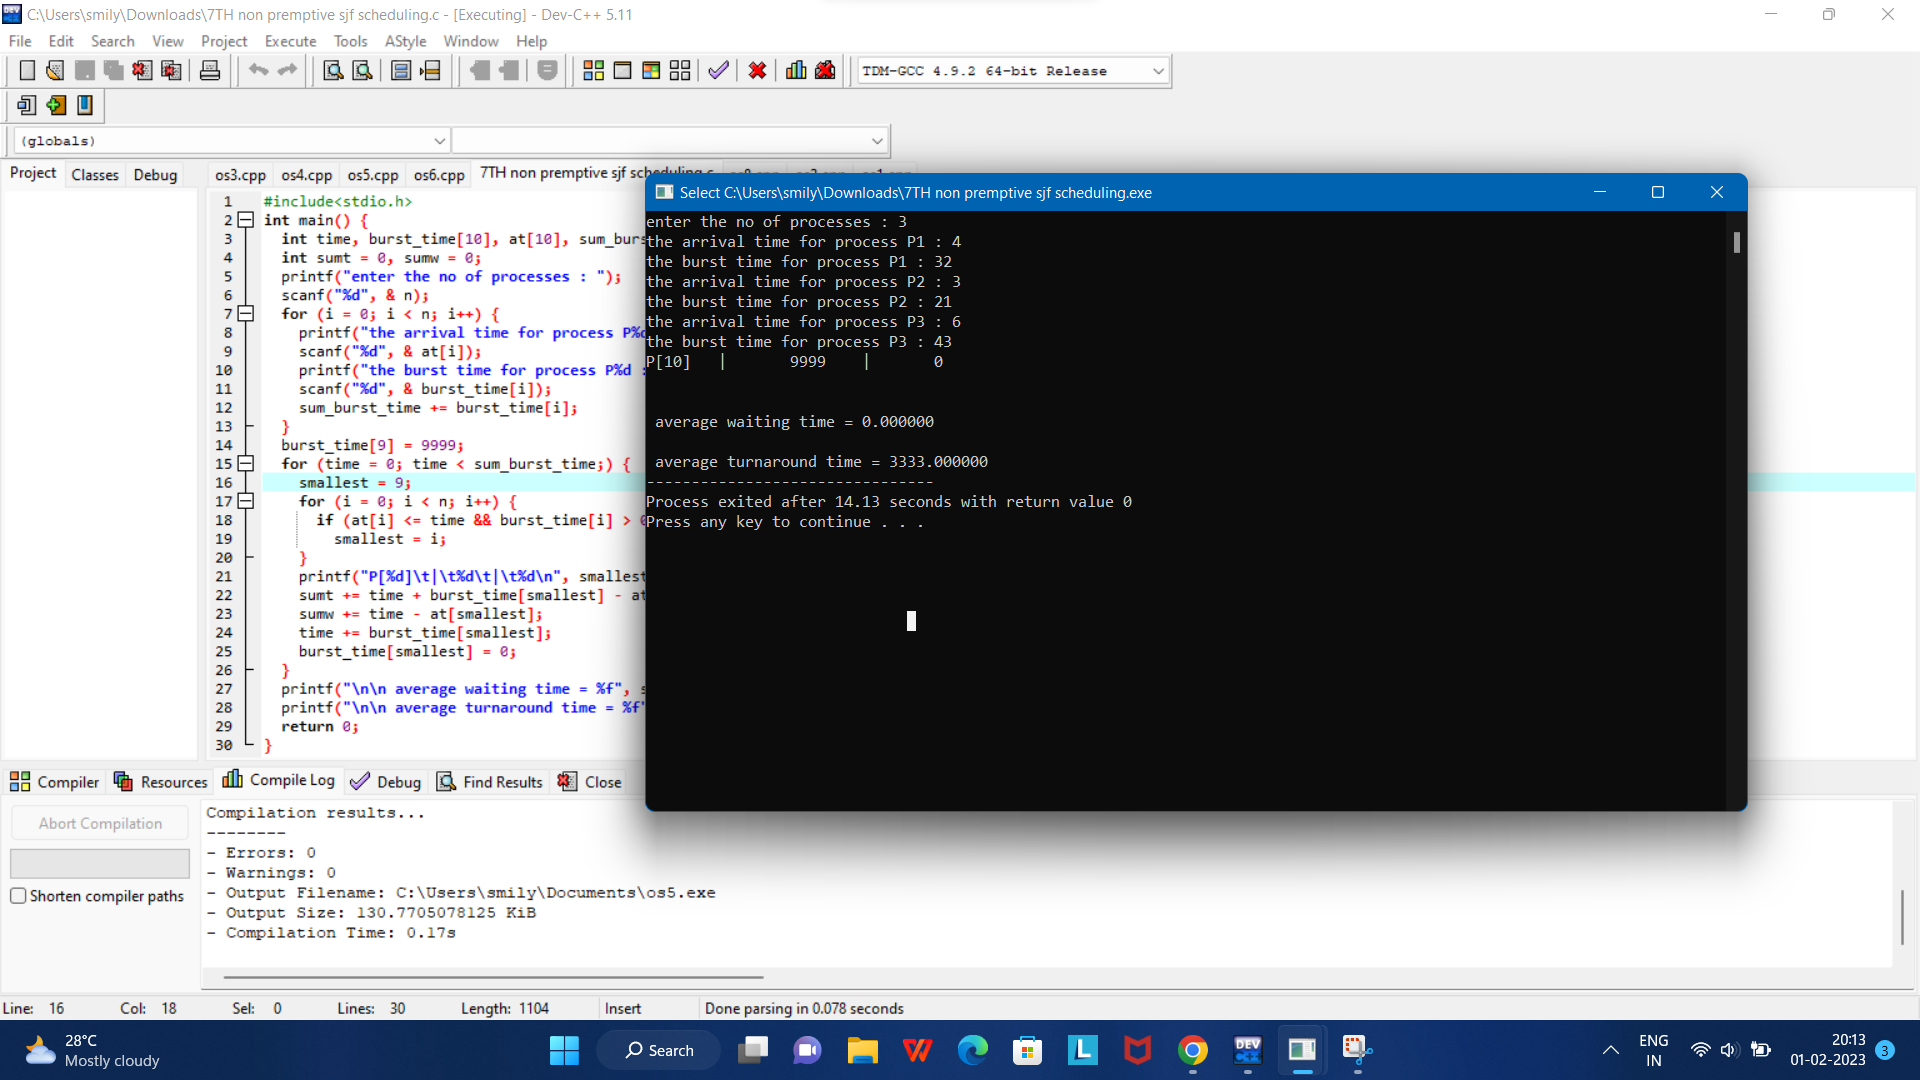 C:\Users\smily\Downloads\7TH non premptive sjf scheduling.c - [Executing] - Dev-C++ 5.11
File Edit Search View Project Execute Tools AStyle Window Help
TDM-GCC 4.9.2 64-bit Release
(globals)
Project Classes Debug
os3.cpp os4.cpp os5.cpp os6.cpp 7TH non premptive sjf scheduling.c
1 #include<stdio.h>
2 int main() {
3 int time, burst_time[10], at[10], sum_burs
4 int sumt = 0, sumw = 0;
5 printf("enter the no of processes : ");
6 scanf("%d", & n);
7 for (i = 0; i < n; i++) {
8 printf("the arrival time for process P%d
9 scanf("%d", & at[i]);
10 printf("the burst time for process P%d :
11 scanf("%d", & burst_time[i]);
12 sum_burst_time += burst_time[i];
13 }
14 burst_time[9] = 9999;
15 for (time = 0; time < sum_burst_time;) {
16 smallest = 9;
17 for (i = 0; i < n; i++) {
18 if (at[i] <= time && burst_time[i] > 0
19 smallest = i;
20 }
21 printf("P[%d]\t|\t%d\t|\t%d\n", smallest
22 sumt += time + burst_time[smallest] - at
23 sumw += time - at[smallest];
24 time += burst_time[smallest];
25 burst_time[smallest] = 0;
26 }
27 printf("\n\n average waiting time = %f", s
28 printf("\n\n average turnaround time = %f"
29 return 0;
30 }
Select C:\Users\smily\Downloads\7TH non premptive sjf scheduling.exe
enter the no of processes : 3
the arrival time for process P1 : 4
the burst time for process P1 : 32
the arrival time for process P2 : 3
the burst time for process P2 : 21
the arrival time for process P3 : 6
the burst time for process P3 : 43
P[10] | 9999 | 0
average waiting time = 0.000000
average turnaround time = 3333.000000
--------------------------------
Process exited after 14.13 seconds with return value 0
Press any key to continue . . .
Compiler Resources Compile Log Debug Find Results Close
Abort Compilation
Shorten compiler paths
Compilation results...
--------
- Errors: 0
- Warnings: 0
- Output Filename: C:\Users\smily\Documents\os5.exe
- Output Size: 130.7705078125 KiB
- Compilation Time: 0.17s
Line: 16 Col: 18 Sel: 0 Lines: 30 Length: 1104 Insert Done parsing in 0.078 seconds
28°C
Mostly cloudy
Search
DEV C++
ENG
IN
20:13
01-02-2023
3